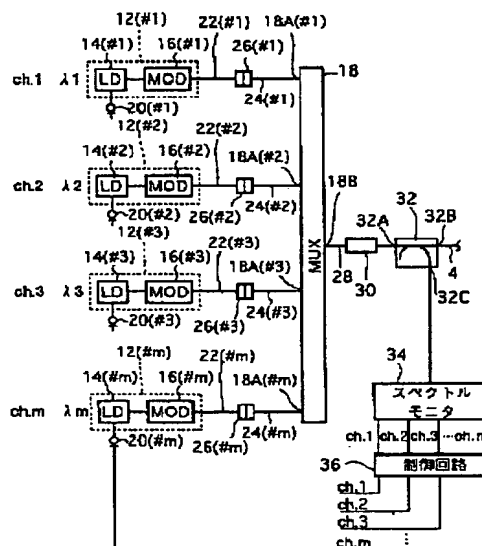 12(#1)
14(#1) 16(#1) 22(#1) 26(#1) 18A(#1) 18
ch.1 λ1 LD MOD
20(#1) 24(#1)
12(#2)
14(#2) 16(#2) 22(#2) 18A(#2)
ch.2 λ2 LD MOD
20(#2) 26(#2) 24(#2)
12(#3)
14(#3) 16(#3) 22(#3) 18A(#3)
ch.3 λ3 LD MOD
20(#3) 26(#3) 24(#3)
12(#m)
14(#m) 16(#m) 22(#m) 18A(#m)
ch.m λm LD MOD
20(#m) 26(#m) 24(#m)
MUX
18B 28 30 32A 32 32B 32C 4
34
スペクトル
モニタ
ch.1 ch.2 ch.3 …ch.m
36
制御回路
ch.1
ch.2
ch.3
ch.m